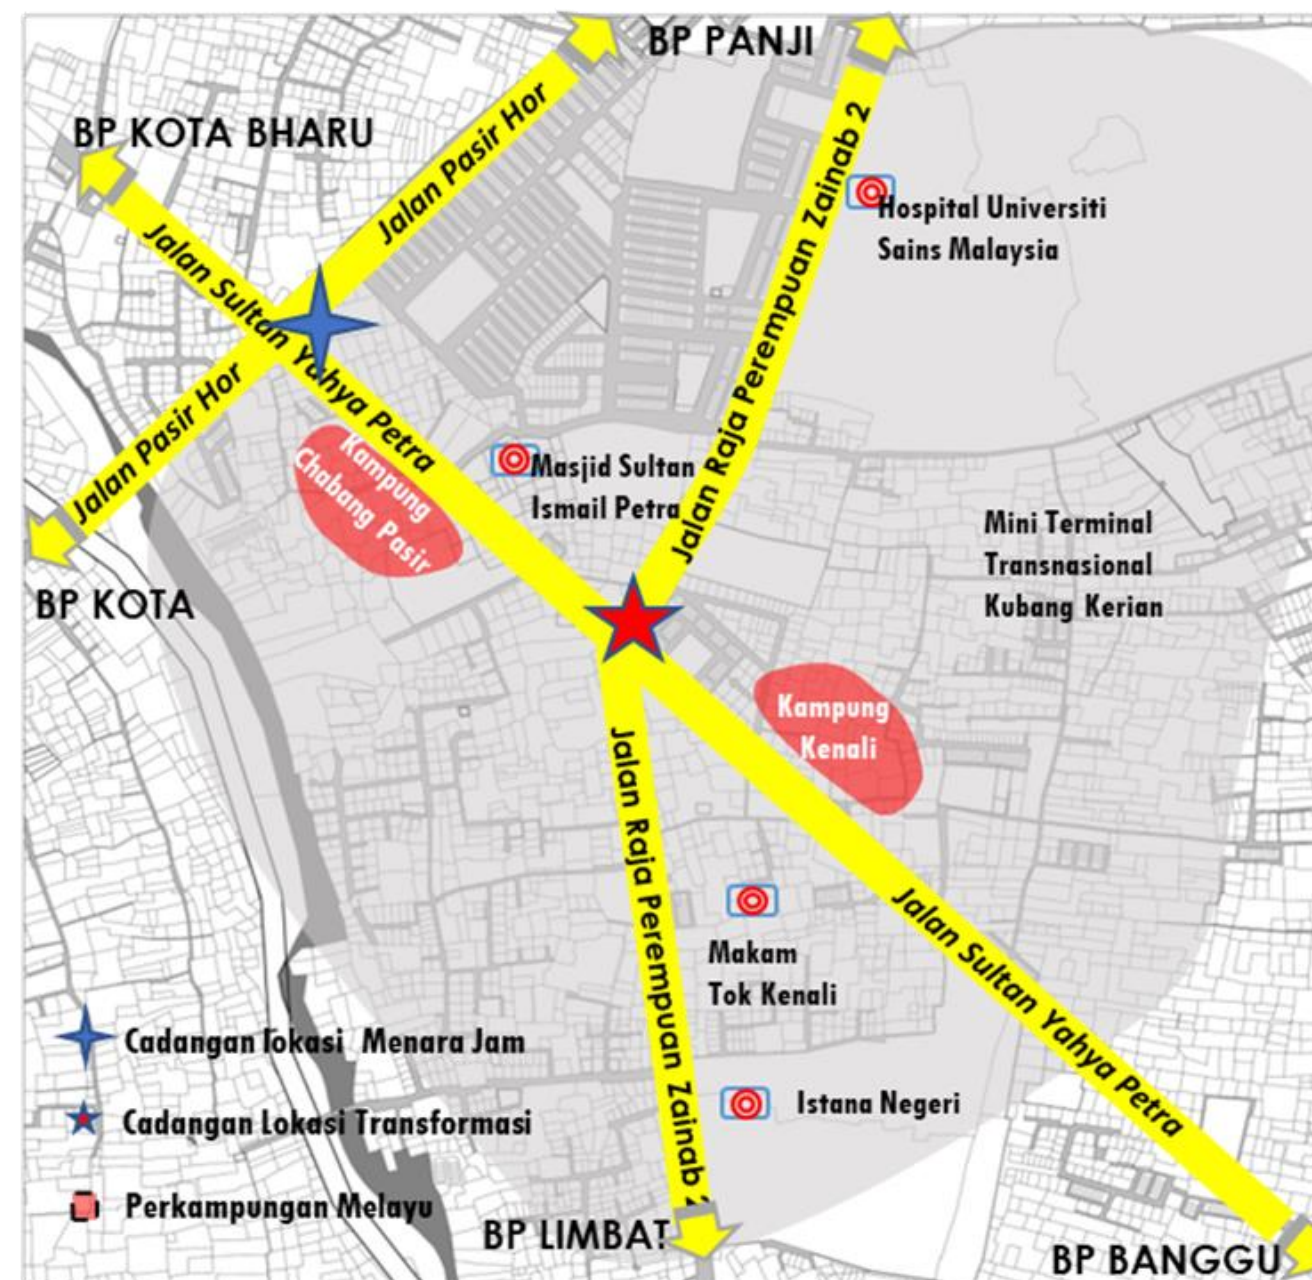 BP PANJI
BP KOTA BHARU
Jalan Pasir Hor
Jalan Raja Perempuan Zainab 2
Hospital Universiti
Sains Malaysia
Jalan Sultan Yahya Petra
Jalan Pasir Hor
Kampung
Chabang Pasir
Masjid Sultan
Ismail Petra
Mini Terminal
Transnasional
Kubang Kerian
BP KOTA
Kampung
Kenali
Jalan Raja Perempuan Zainab 2
Jalan Sultan Yahya Petra
Makam
Tok Kenali
Istana Negeri
Cadangan lokasi Menara Jam
Cadangan Lokasi Transformasi
Perkampungan Melayu
BP LIMBAT
BP BANGGU